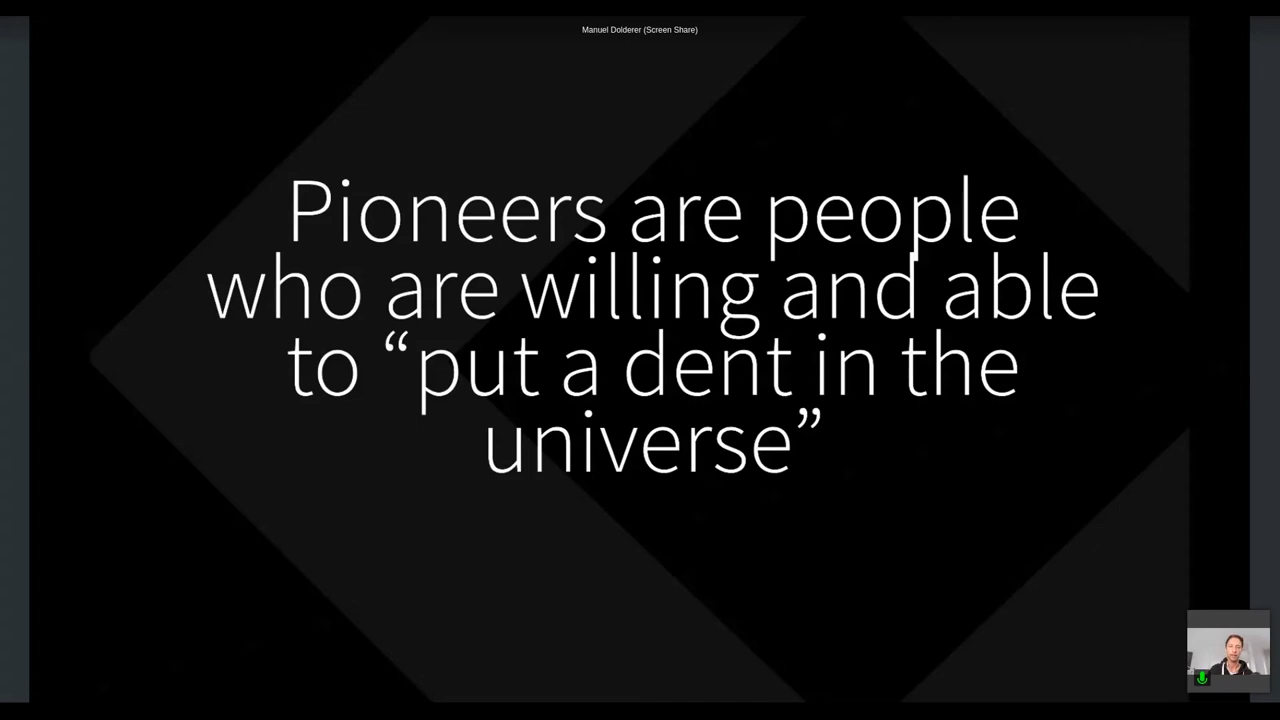 Manuel Dolderer (Screen Share)
Pioneers are people
who are willing and able
to “put a dent in the
universe”